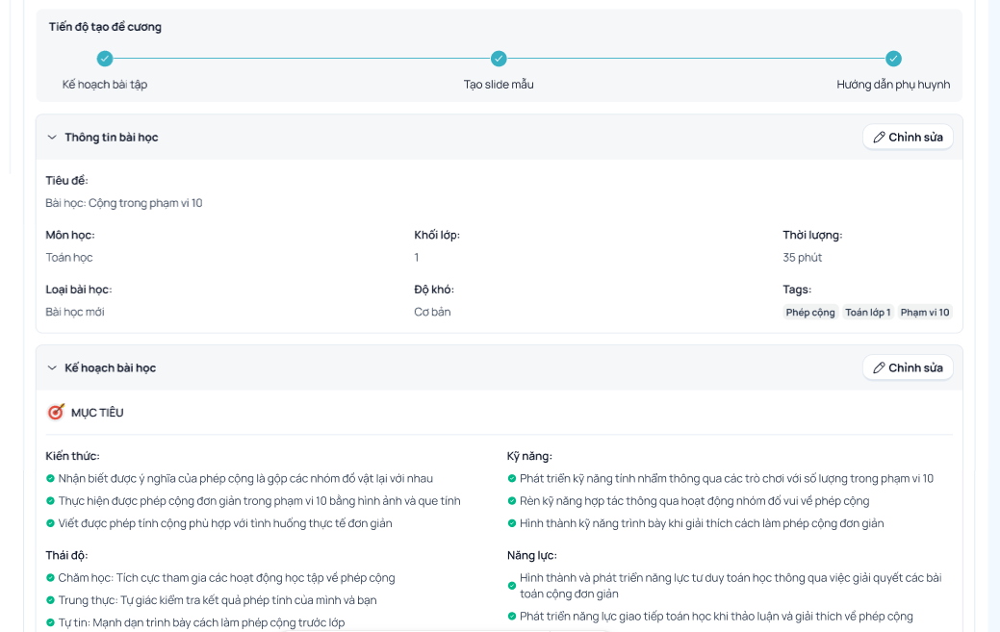 Tiến độ tạo đề cương
Kế hoạch bài tập
Tạo slide mẫu
Hướng dẫn phụ huynh
Thông tin bài học
Chỉnh sửa
Tiêu đề:
Bài học: Cộng trong phạm vi 10
Môn học:
Khối lớp:
Thời lượng:
Toán học
1
35 phút
Loại bài học:
Độ khó:
Tags:
Bài học mới
Cơ bản
Phép cộng
Toán lớp 1
Phạm vi 10
Kế hoạch bài học
Chỉnh sửa
MỤC TIÊU
Kiến thức:
Nhận biết được ý nghĩa của phép cộng là gộp các nhóm đồ vật lại với nhau
Thực hiện được phép cộng đơn giản trong phạm vi 10 bằng hình ảnh và que tính
Viết được phép tính cộng phù hợp với tình huống thực tế đơn giản
Kỹ năng:
Phát triển kỹ năng tính nhẩm thông qua các trò chơi với số lượng trong phạm vi 10
Rèn kỹ năng hợp tác thông qua hoạt động nhóm đố vui về phép cộng
Hình thành kỹ năng trình bày khi giải thích cách làm phép cộng đơn giản
Thái độ:
Chăm học: Tích cực tham gia các hoạt động học tập về phép cộng
Trung thực: Tự giác kiểm tra kết quả phép tính của mình và bạn
Tự tin: Mạnh dạn trình bày cách làm phép cộng trước lớp
Năng lực:
Hình thành và phát triển năng lực tư duy toán học thông qua việc giải quyết các bài
toán cộng đơn giản
Phát triển năng lực giao tiếp toán học khi thảo luận và giải thích về phép cộng